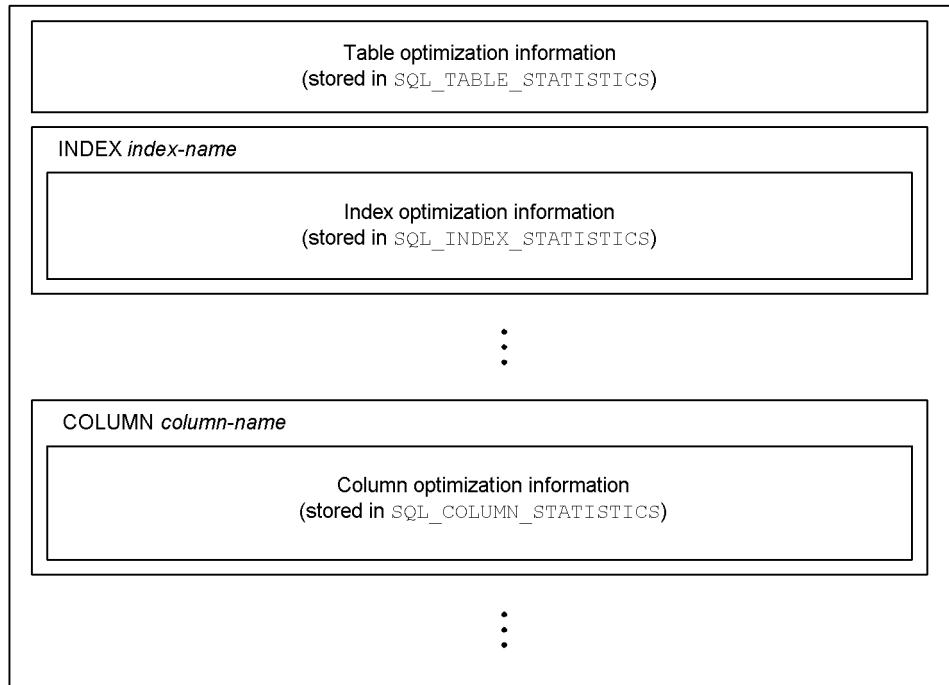 Table optimization information
(stored in SQL_TABLE_STATISTICS)
INDEX index-name
Index optimization information
(stored in SQL_INDEX_STATISTICS)
COLUMN column-name
Column optimization information
(stored in SQL_COLUMN_STATISTICS)